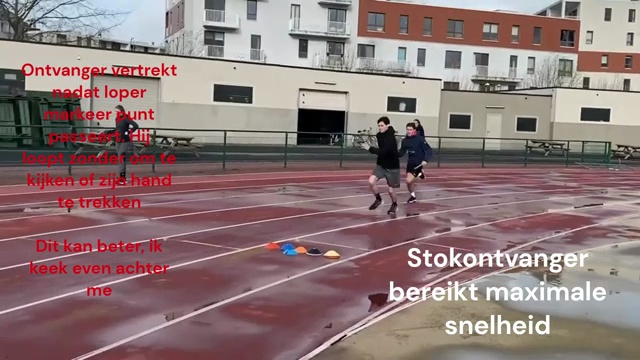 Ontvanger vertrekt
nadat loper
markeer punt
passeert. Hij
loopt zonder om te
kijken of zijn hand
te trekken
Dit kan beter, ik
keek even achter
me
Stokontvanger
bereikt maximale
snelheid